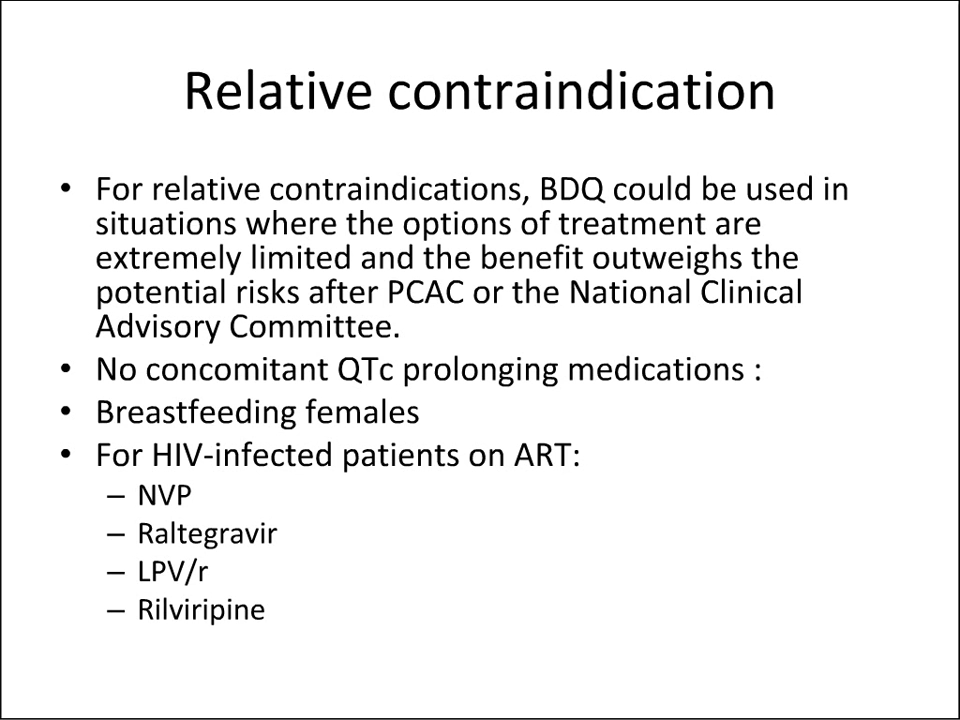 Relative contraindication
• For relative contraindications, BDQ could be used in
situations where the options of treatment are
extremely limited and the benefit outweighs the
potential risks after PCAC or the National Clinical
Advisory Committee.
• No concomitant QTc prolonging medications :
• Breastfeeding females
• For HIV-infected patients on ART:
– NVP
– Raltegravir
– LPV/r
– Rilviripine